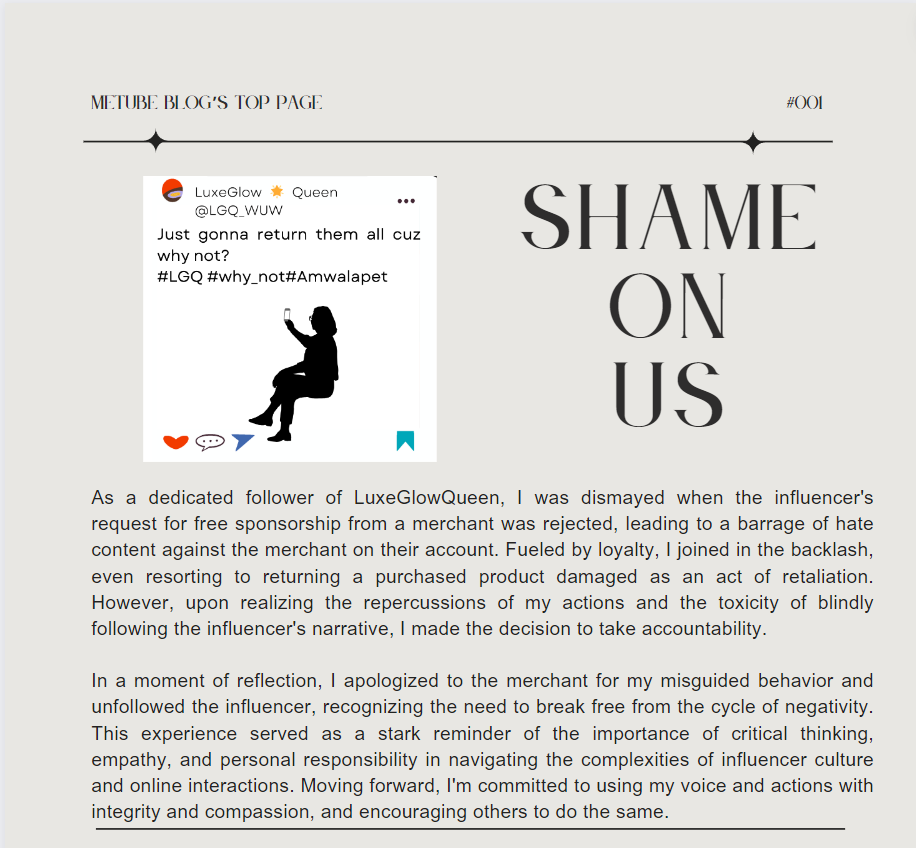 METUBE BLOG'S TOP PAGE
#001
LuxeGlow Queen
@LGQ_WUW
Just gonna return them all cuz
why not?
#LGQ #why_not#Amwalapet
SHAME
ON
US
As a dedicated follower of LuxeGlowQueen, I was dismayed when the influencer's
request for free sponsorship from a merchant was rejected, leading to a barrage of hate
content against the merchant on their account. Fueled by loyalty, I joined in the backlash,
even resorting to returning a purchased product damaged as an act of retaliation.
However, upon realizing the repercussions of my actions and the toxicity of blindly
following the influencer's narrative, I made the decision to take accountability.
In a moment of reflection, I apologized to the merchant for my misguided behavior and
unfollowed the influencer, recognizing the need to break free from the cycle of negativity.
This experience served as a stark reminder of the importance of critical thinking,
empathy, and personal responsibility in navigating the complexities of influencer culture
and online interactions. Moving forward, I'm committed to using my voice and actions with
integrity and compassion, and encouraging others to do the same.